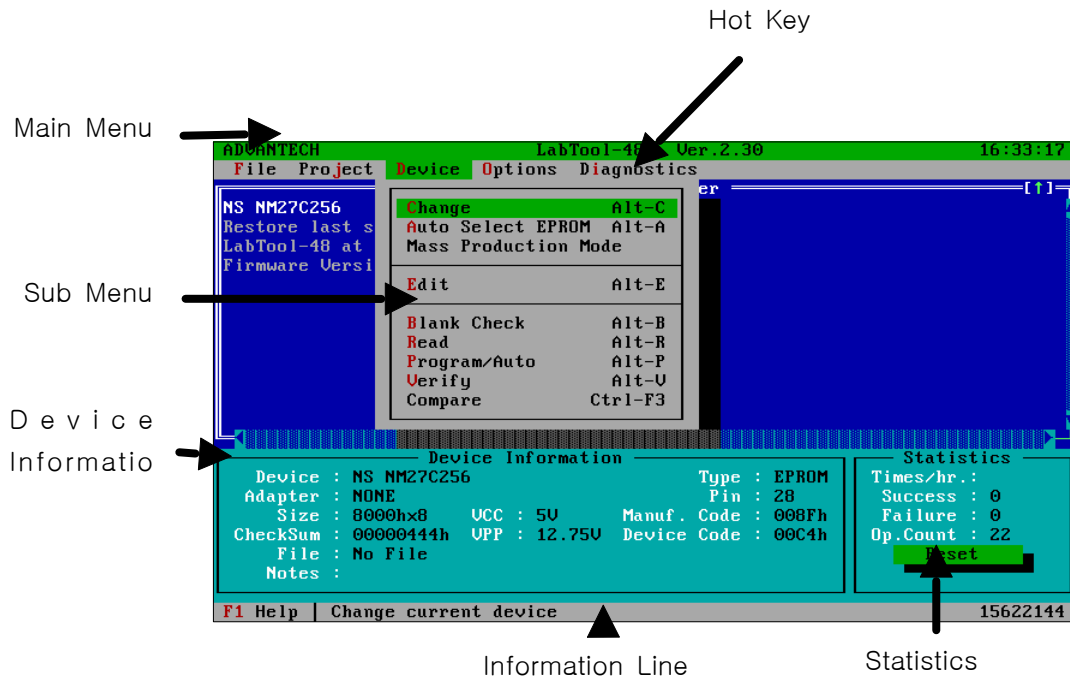 Hot Key
Main Menu
ADVANTECH LabTool-48 Ver.2.30 16:33:17
File Project Device Options Diagnostics
er [↑]
NS NM27C256
Restore last s
LabTool-48 at
Firmware Versi
Change Alt-C
Auto Select EPROM Alt-A
Mass Production Mode
Edit Alt-E
Blank Check Alt-B
Read Alt-R
Program/Auto Alt-P
Verify Alt-V
Compare Ctrl-F3
Sub Menu
Device
Informatio
Device Information
Device : NS NM27C256 Type : EPROM
Adapter : NONE Pin : 28
Size : 8000hx8 VCC : 5V Manuf. Code : 008Fh
CheckSum : 00000444h VPP : 12.75V Device Code : 00C4h
File : No File
Notes :
Statistics
Times/hr.:
Success : 0
Failure : 0
Op.Count : 22
Reset
F1 Help | Change current device 15622144
Information Line
Statistics